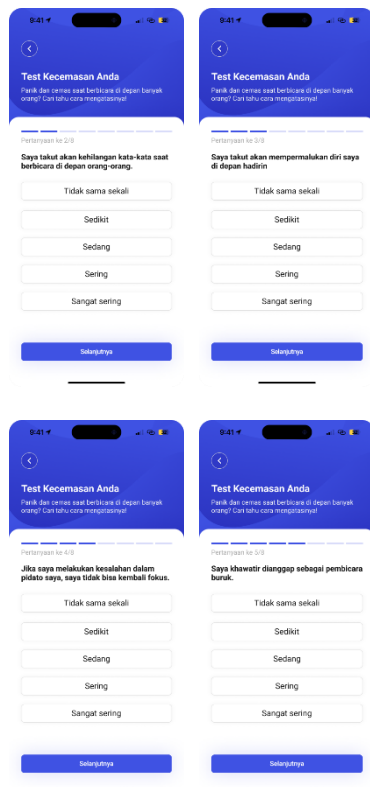 9:41
Test Kecemasan Anda
Panik dan cemas saat berbicara di depan banyak
orang? Cari tahu cara mengatasinya!
Pertanyaan ke 2/8
Saya takut akan kehilangan kata-kata saat
berbicara di depan orang-orang.
Tidak sama sekali
Sedikit
Sedang
Sering
Sangat sering
Selanjutnya
9:41
Test Kecemasan Anda
Panik dan cemas saat berbicara di depan banyak
orang? Cari tahu cara mengatasinya!
Pertanyaan ke 3/8
Saya takut akan mempermalukan diri saya
di depan hadirin
Tidak sama sekali
Sedikit
Sedang
Sering
Sangat sering
Selanjutnya
9:41
Test Kecemasan Anda
Panik dan cemas saat berbicara di depan banyak
orang? Cari tahu cara mengatasinya!
Pertanyaan ke 4/8
Jika saya melakukan kesalahan dalam
pidato saya, saya tidak bisa kembali fokus.
Tidak sama sekali
Sedikit
Sedang
Sering
Sangat sering
Selanjutnya
9:41
Test Kecemasan Anda
Panik dan cemas saat berbicara di depan banyak
orang? Cari tahu cara mengatasinya!
Pertanyaan ke 5/8
Saya khawatir dianggap sebagai pembicara
buruk.
Tidak sama sekali
Sedikit
Sedang
Sering
Sangat sering
Selanjutnya